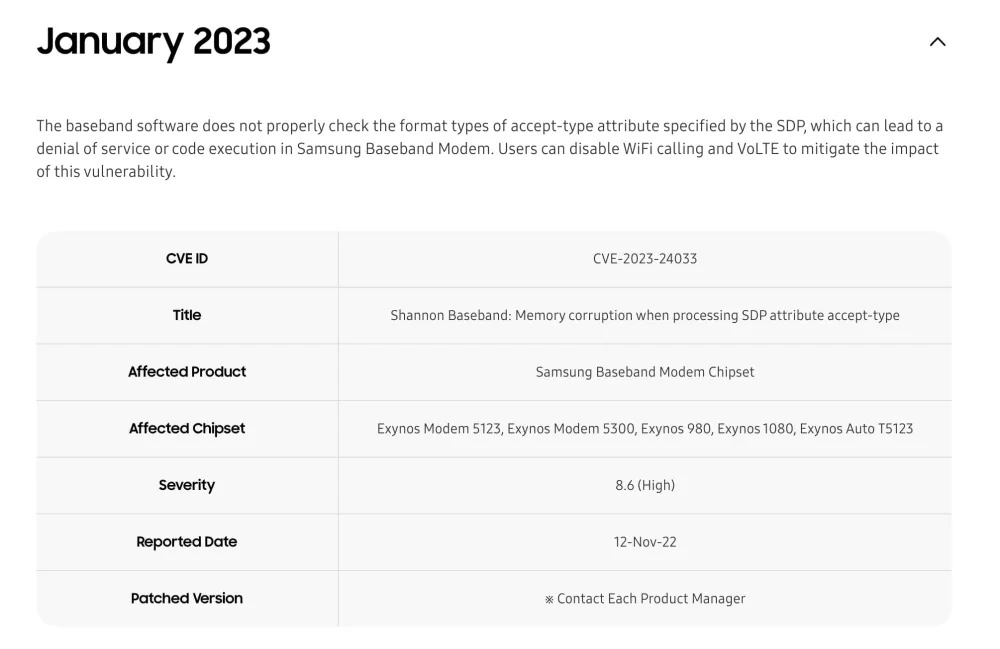 January 2023
The baseband software does not properly check the format types of accept-type attribute specified by the SDP, which can lead to a
denial of service or code execution in Samsung Baseband Modem. Users can disable WiFi calling and VoLTE to mitigate the impact
of this vulnerability.
CVE ID CVE-2023-24033
Title Shannon Baseband: Memory corruption when processing SDP attribute accept-type
Affected Product Samsung Baseband Modem Chipset
Affected Chipset Exynos Modem 5123, Exynos Modem 5300, Exynos 980, Exynos 1080, Exynos Auto T5123
Severity 8.6 (High)
Reported Date 12-Nov-22
Patched Version ※ Contact Each Product Manager